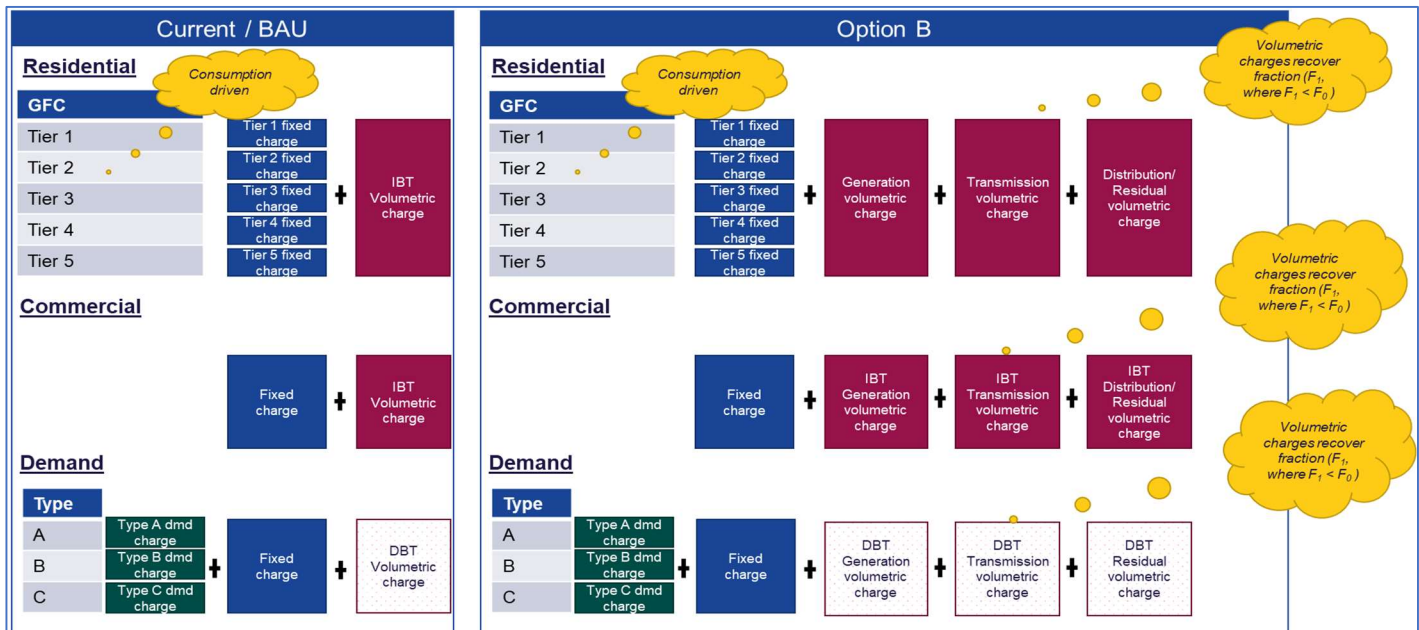 Current / BAU
Residential
Consumption
driven
GFC
Tier 1
Tier 2
Tier 3
Tier 4
Tier 5
Tier 1 fixed
charge
Tier 2 fixed
charge
Tier 3 fixed
charge
Tier 4 fixed
charge
Tier 5 fixed
charge
IBT
Volumetric
charge
Commercial
Fixed
charge
IBT
Volumetric
charge
Demand
Type
A
B
C
Type A dmd
charge
Type B dmd
charge
Type C dmd
charge
Fixed
charge
DBT
Volumetric
charge
Option B
Residential
Consumption
driven
GFC
Tier 1
Tier 2
Tier 3
Tier 4
Tier 5
Tier 1 fixed
charge
Tier 2 fixed
charge
Tier 3 fixed
charge
Tier 4 fixed
charge
Tier 5 fixed
charge
Generation
volumetric
charge
Transmission
volumetric
charge
Distribution/
Residual
volumetric
charge
Volumetric
charges recover
fraction (F₁,
where F₁ < F₀ )
Commercial
Fixed
charge
IBT
Generation
volumetric
charge
IBT
Transmission
volumetric
charge
IBT
Distribution/
Residual
volumetric
charge
Volumetric
charges recover
fraction (F₁,
where F₁ < F₀ )
Demand
Type
A
B
C
Type A dmd
charge
Type B dmd
charge
Type C dmd
charge
Fixed
charge
DBT
Generation
volumetric
charge
DBT
Transmission
volumetric
charge
DBT
Residual
volumetric
charge
Volumetric
charges recover
fraction (F₁,
where F₁ < F₀ )